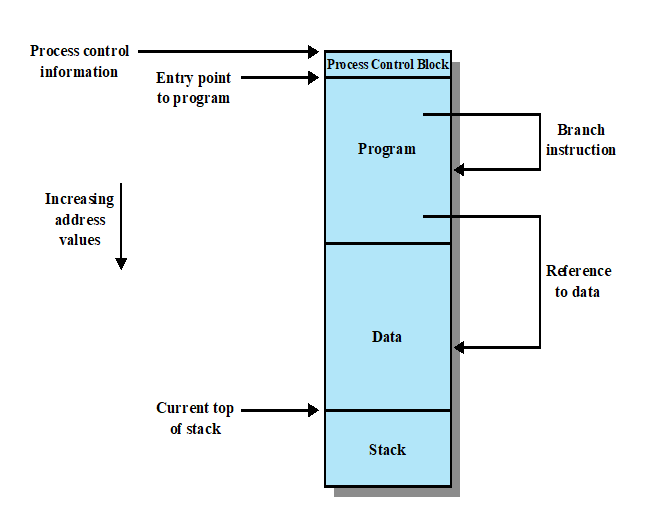 Process control
information
Process Control Block
Entry point
to program
Program
Branch
instruction
Increasing
address
values
Reference
to data
Data
Current top
of stack
Stack